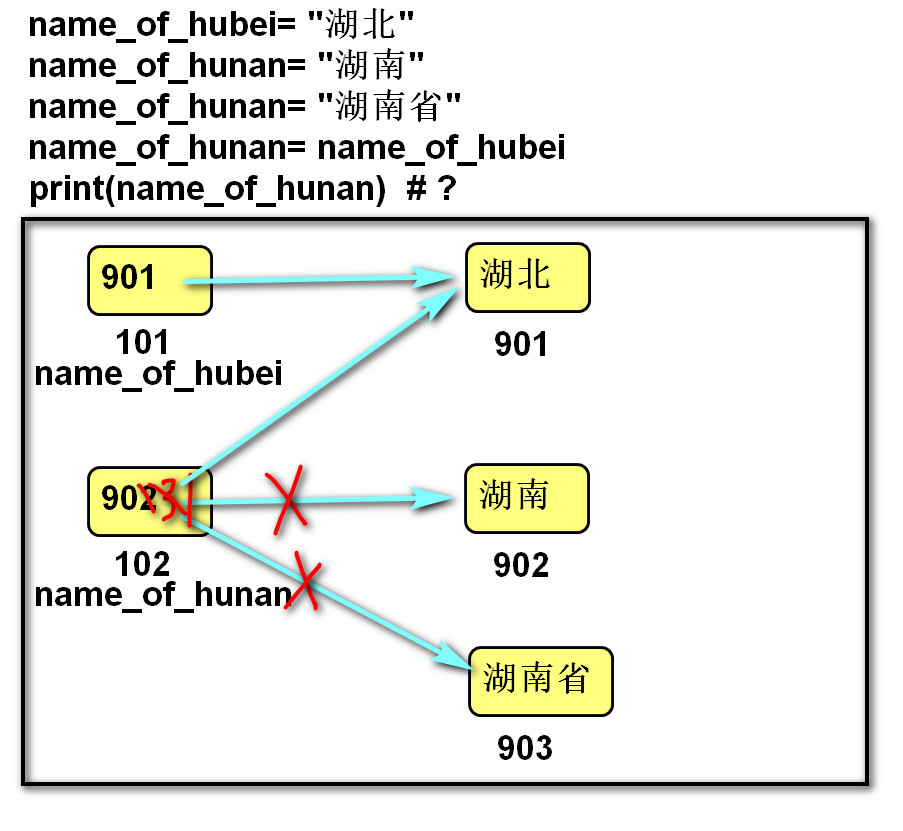 name_of_hubei= "湖北"
name_of_hunan= "湖南"
name_of_hunan= "湖南省"
name_of_hunan= name_of_hubei
print(name_of_hunan)  # ?
901
湖北
101
901
name_of_hubei
902
湖南
102
902
name_of_hunan
湖南省
903